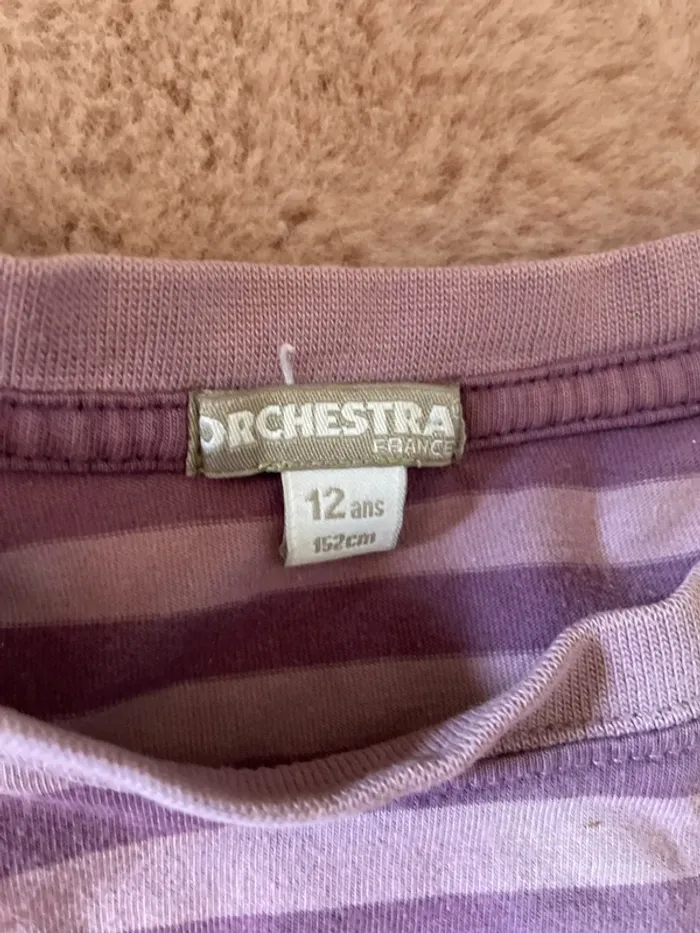 ORCHESTRA
FRANCE
12 ans
152cm